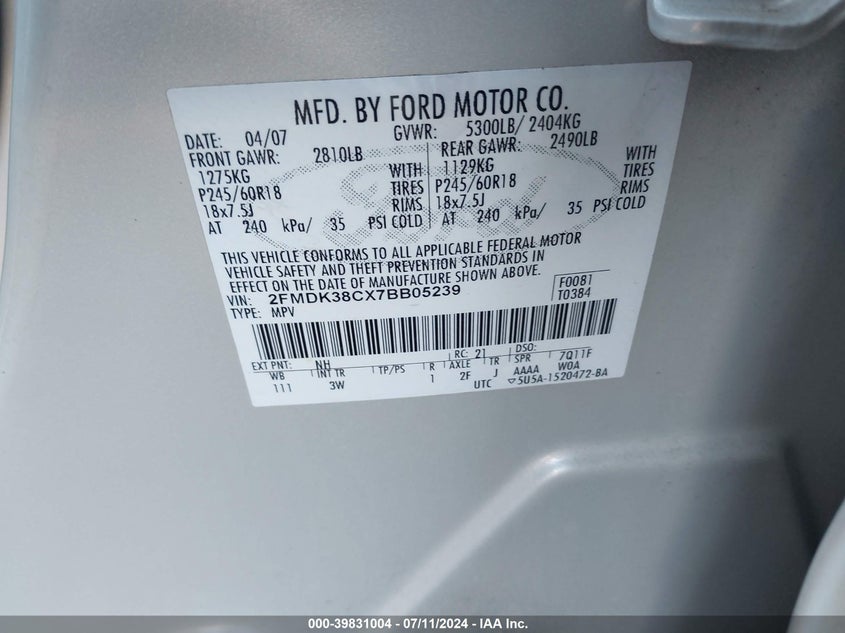 MFD. BY FORD MOTOR CO.
DATE: 04/07 GVWR: 5300LB/ 2404KG
FRONT GAWR: 2810LB REAR GAWR: 2490LB
1275KG WITH 1129KG WITH
P245/60R18 TIRES P245/60R18 TIRES
18x7.5J RIMS 18x7.5J RIMS
AT 240 kPa/ 35 PSI COLD AT 240 kPa/ 35 PSI COLD
THIS VEHICLE CONFORMS TO ALL APPLICABLE FEDERAL MOTOR
VEHICLE SAFETY AND THEFT PREVENTION STANDARDS IN
EFFECT ON THE DATE OF MANUFACTURE SHOWN ABOVE.
VIN: 2FMDK38CX7BB05239 F0081
TYPE: MPV T0384
EXT PNT: NH RC: 21 DSO:
WB INT TR TP/PS R AXLE TR SPR 7Q11F
111 3W 1 2F J AAAA W0A
UTC ▽5U5A-1520472-BA
Ford
000-39831004 - 07/11/2024 - IAA Inc.